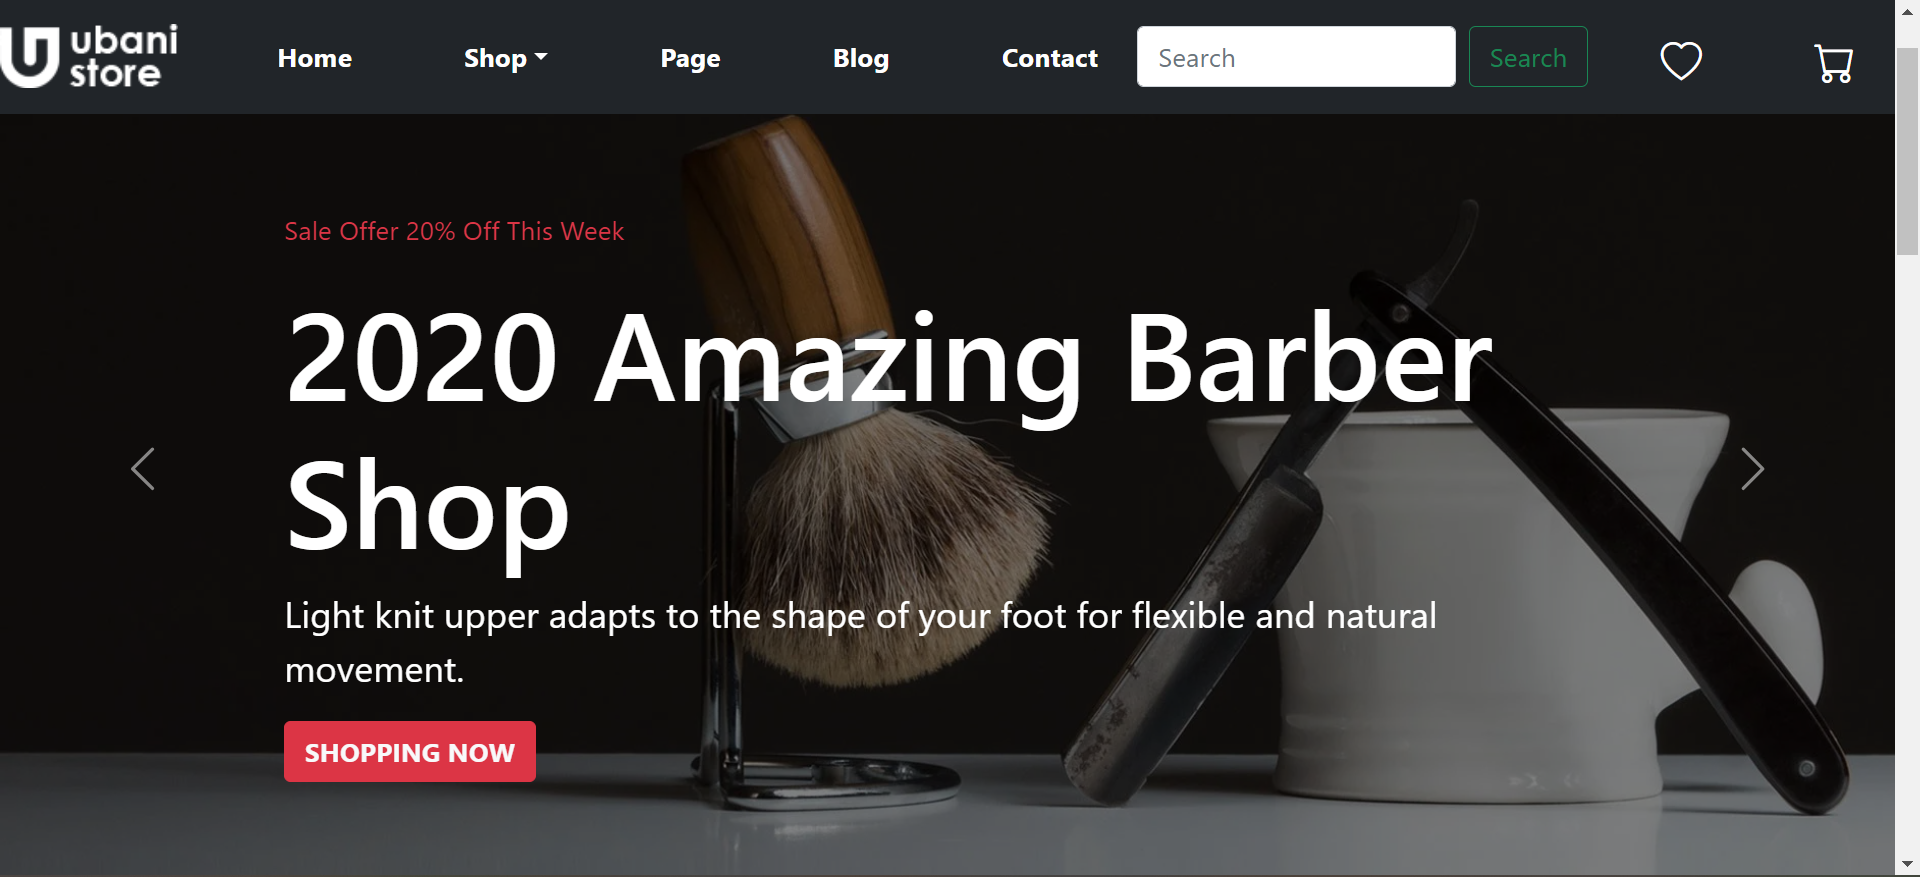 ubani
store
Home
Shop
Page
Blog
Contact
Search
Search
Sale Offer 20% Off This Week
2020 Amazing Barber
Shop
Light knit upper adapts to the shape of your foot for flexible and natural
movement.
SHOPPING NOW